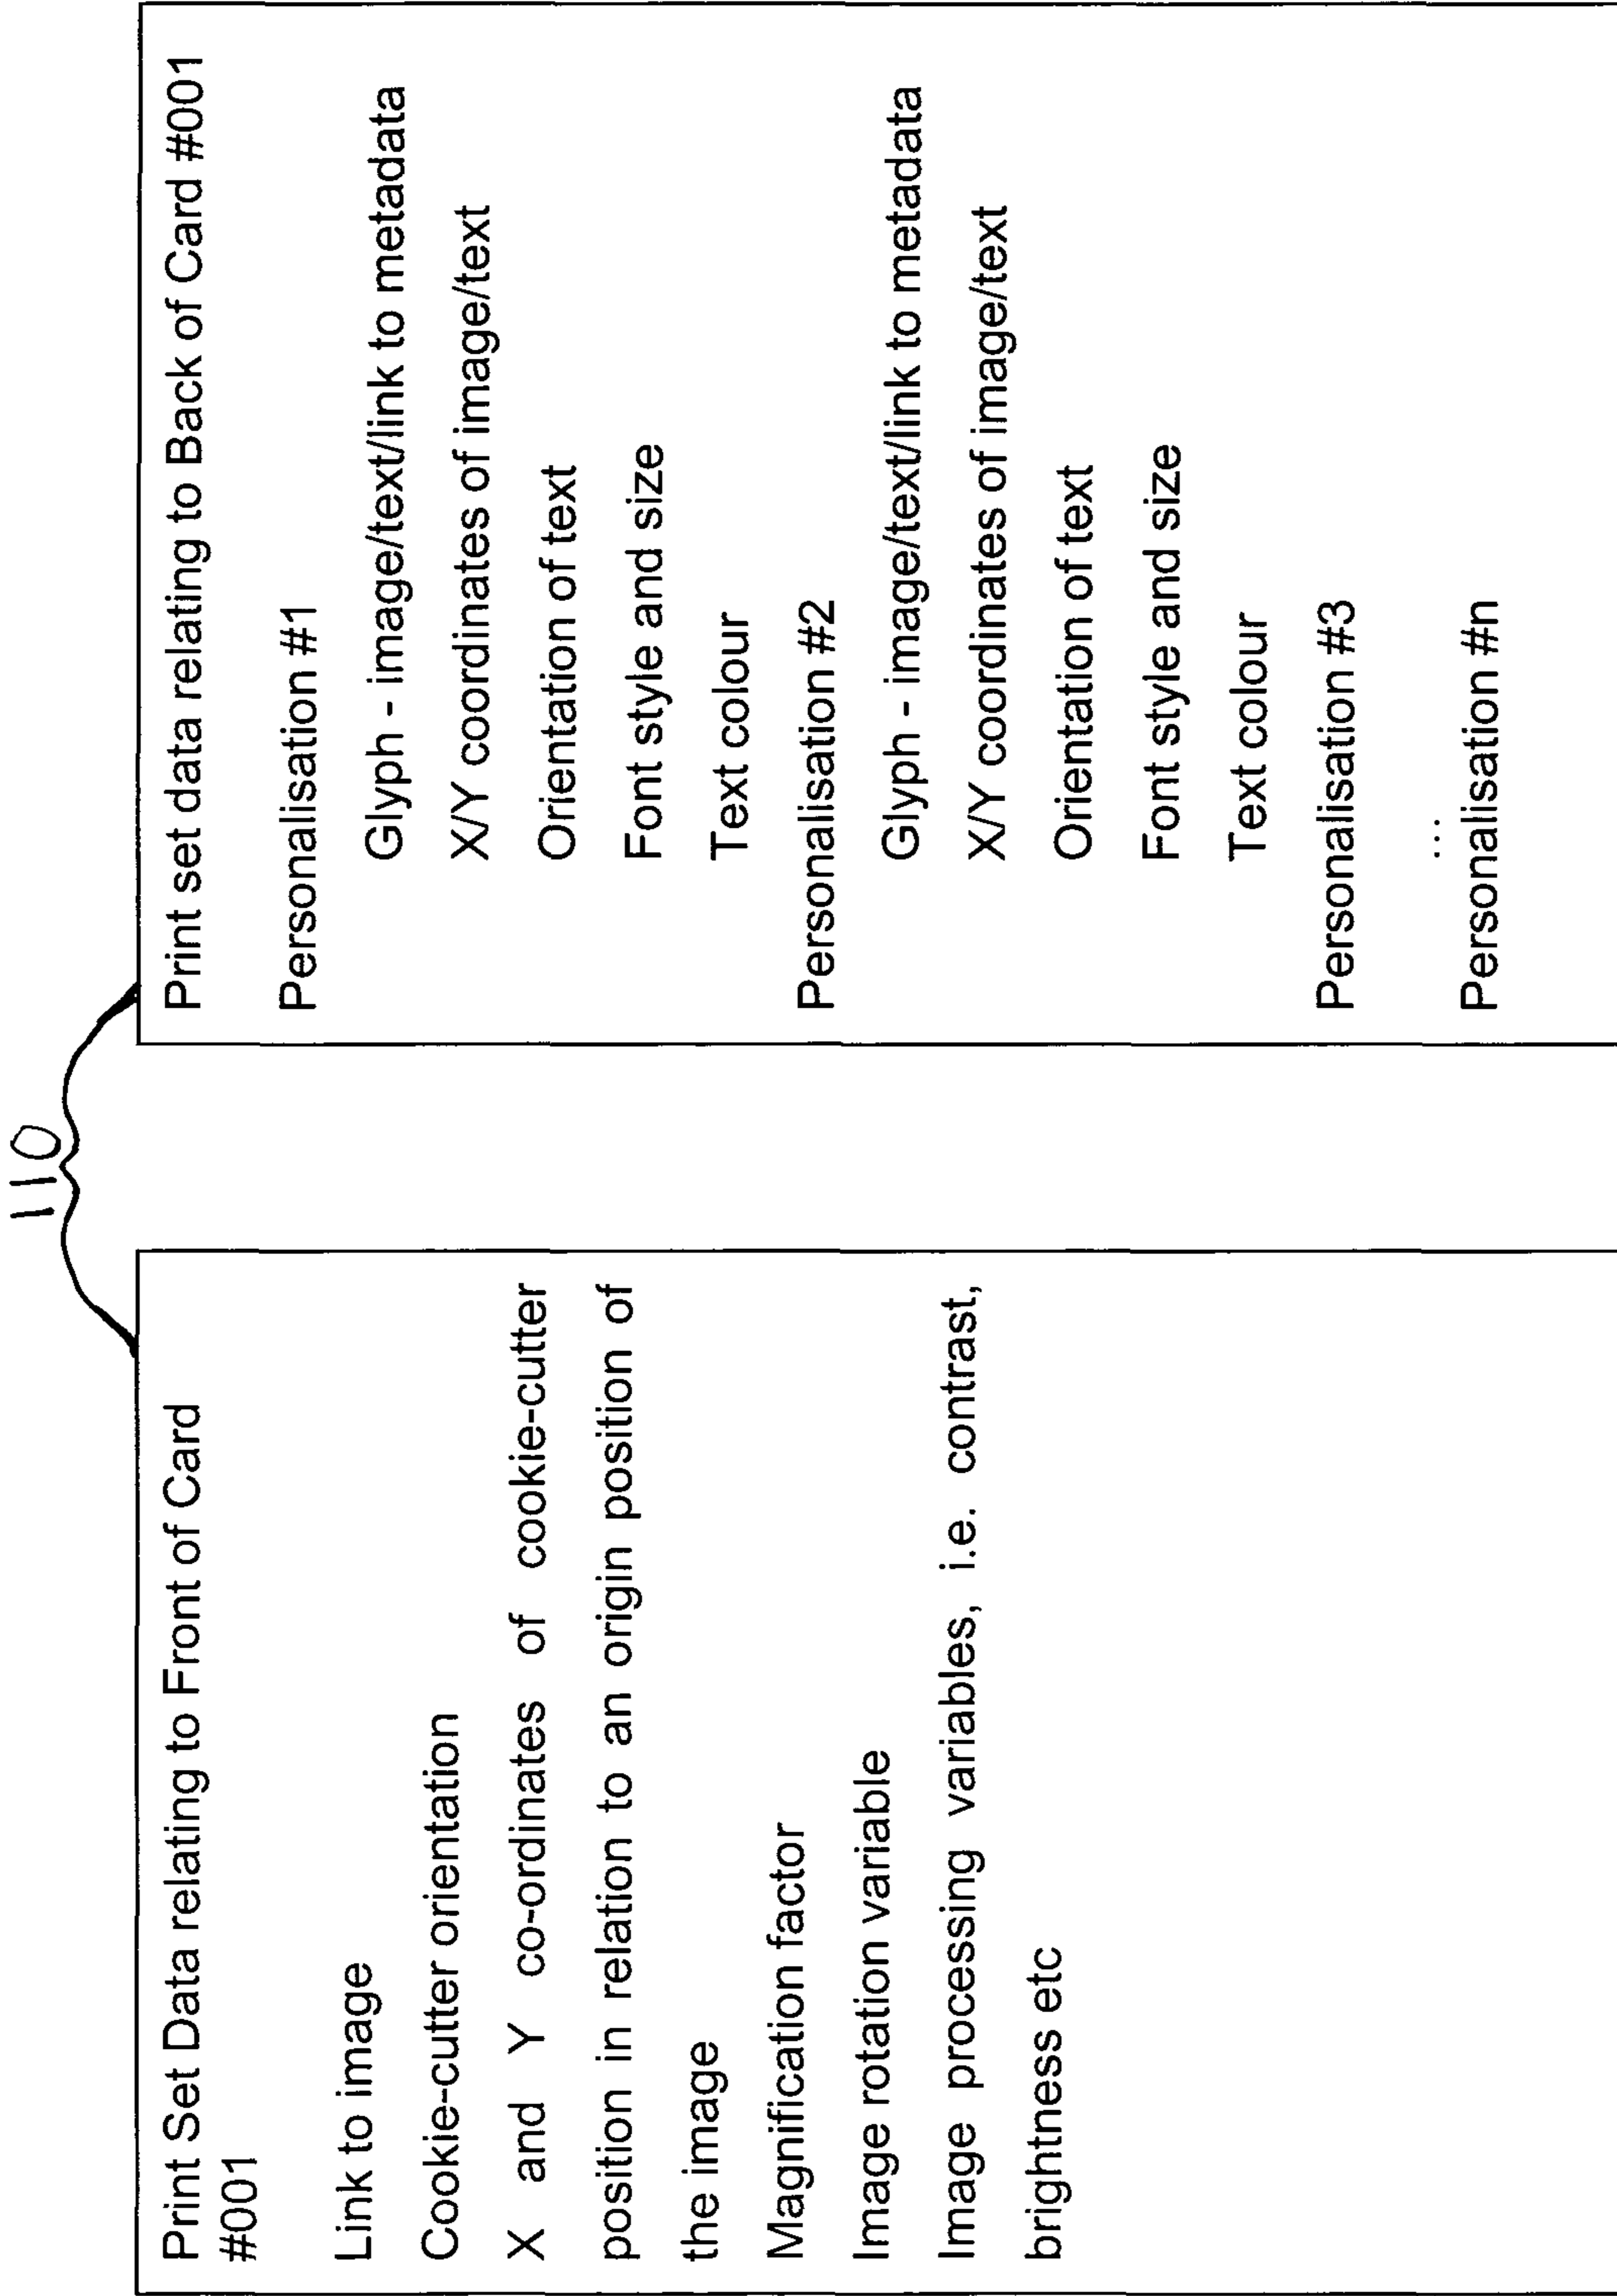 110
Print Set Data relating to Front of Card
#001
Link to image
Cookie-cutter orientation
X and Y co-ordinates of cookie-cutter
position in relation to an origin position of
the image
Magnification factor
Image rotation variable
Image processing variables, i.e. contrast,
brightness etc
Print set data relating to Back of Card #001
Personalisation #1
Glyph - image/text/link to metadata
X/Y coordinates of image/text
Orientation of text
Font style and size
Text colour
Personalisation #2
Glyph - image/text/link to metadata
X/Y coordinates of image/text
Orientation of text
Font style and size
Text colour
Personalisation #3
...
Personalisation #n